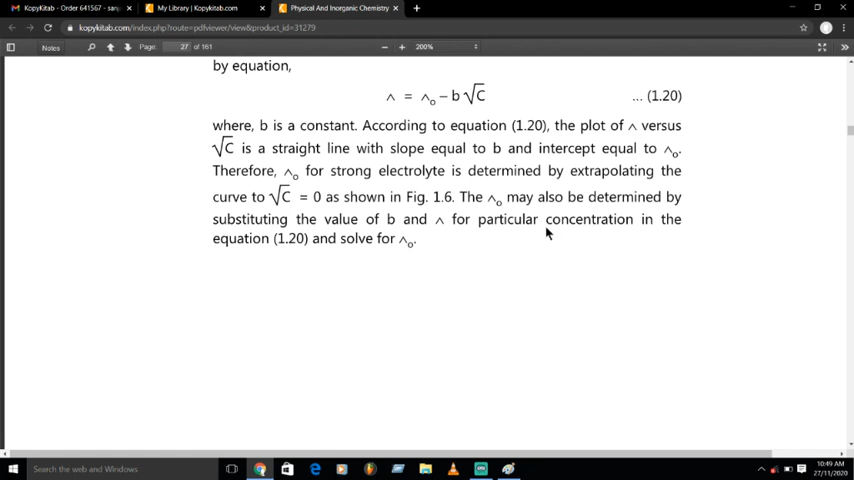 KopyKitab - Order 641567 - sanj
My Library | Kopykitab.com
Physical And Inorganic Chemistry
kopykitab.com/index.php?route=pdfviewer/view&product_id=31279
Notes
Page: 27 of 161
200%
by equation,
∧ = ∧o – b √C ... (1.20)
where, b is a constant. According to equation (1.20), the plot of ∧ versus
√C is a straight line with slope equal to b and intercept equal to ∧o.
Therefore, ∧o for strong electrolyte is determined by extrapolating the
curve to √C = 0 as shown in Fig. 1.6. The ∧o may also be determined by
substituting the value of b and ∧ for particular concentration in the
equation (1.20) and solve for ∧o.
Search the web and Windows
10:49 AM
27/11/2020